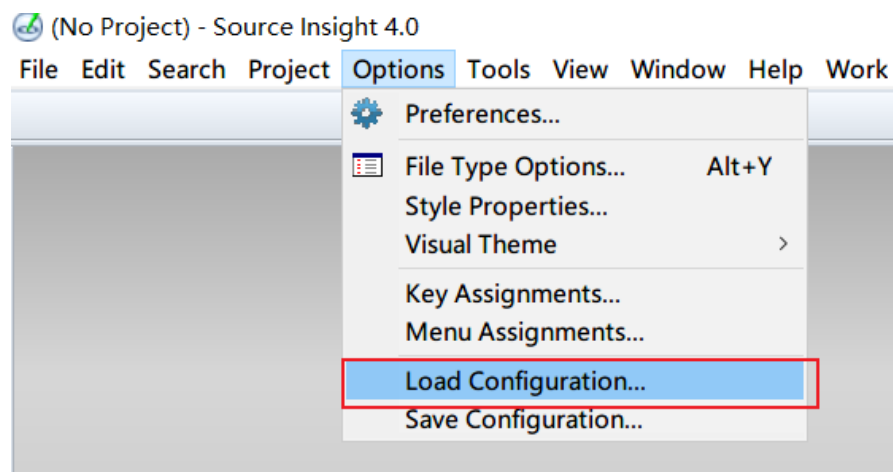 (No Project) - Source Insight 4.0
File Edit Search Project Options Tools View Window Help Work
Preferences...
File Type Options... Alt+Y
Style Properties...
Visual Theme >
Key Assignments...
Menu Assignments...
Load Configuration...
Save Configuration...